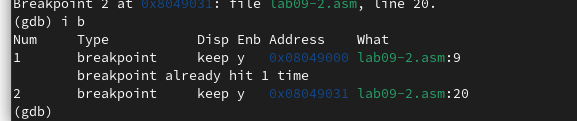 Breakpoint 2 at 0x8049031: file lab09-2.asm, line 20.
(gdb) i b
Num     Type           Disp Enb Address    What
1       breakpoint     keep y   0x08049000 lab09-2.asm:9
        breakpoint already hit 1 time
2       breakpoint     keep y   0x08049031 lab09-2.asm:20
(gdb)